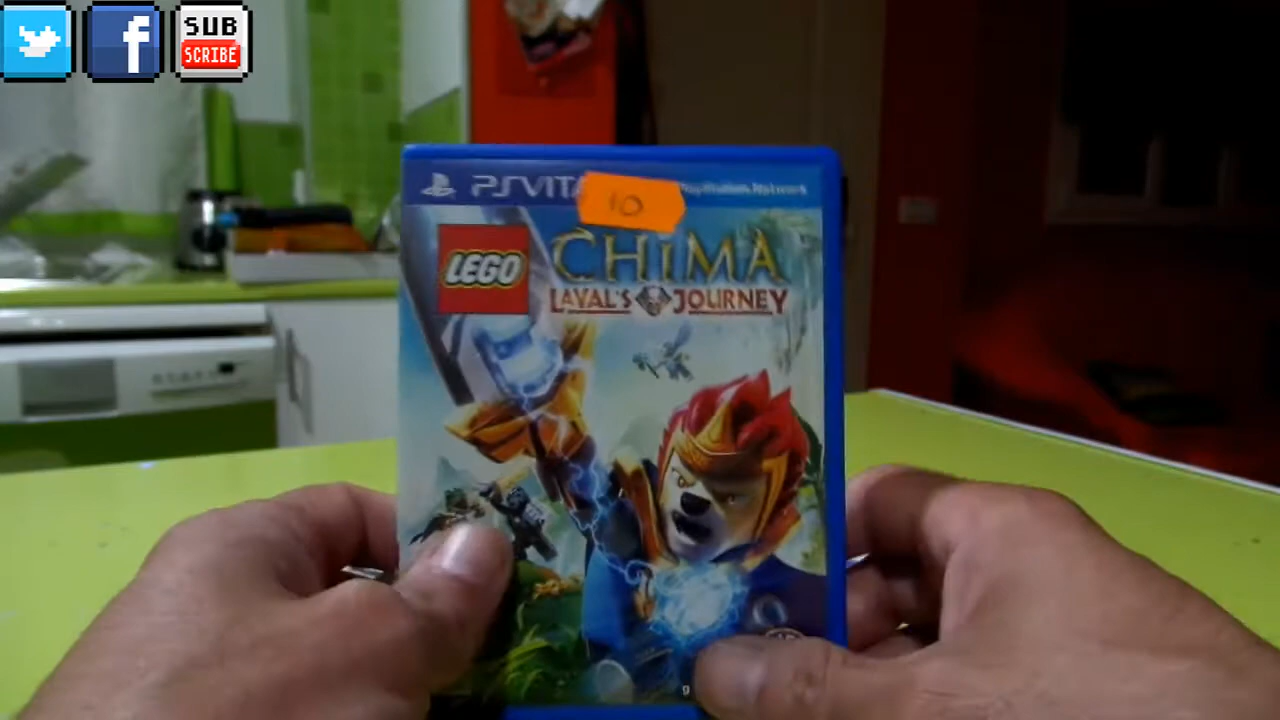 SUB
SCRIBE
PSVITA
PlayStation Network
10
LEGO
CHIMA
LAVAL'S JOURNEY